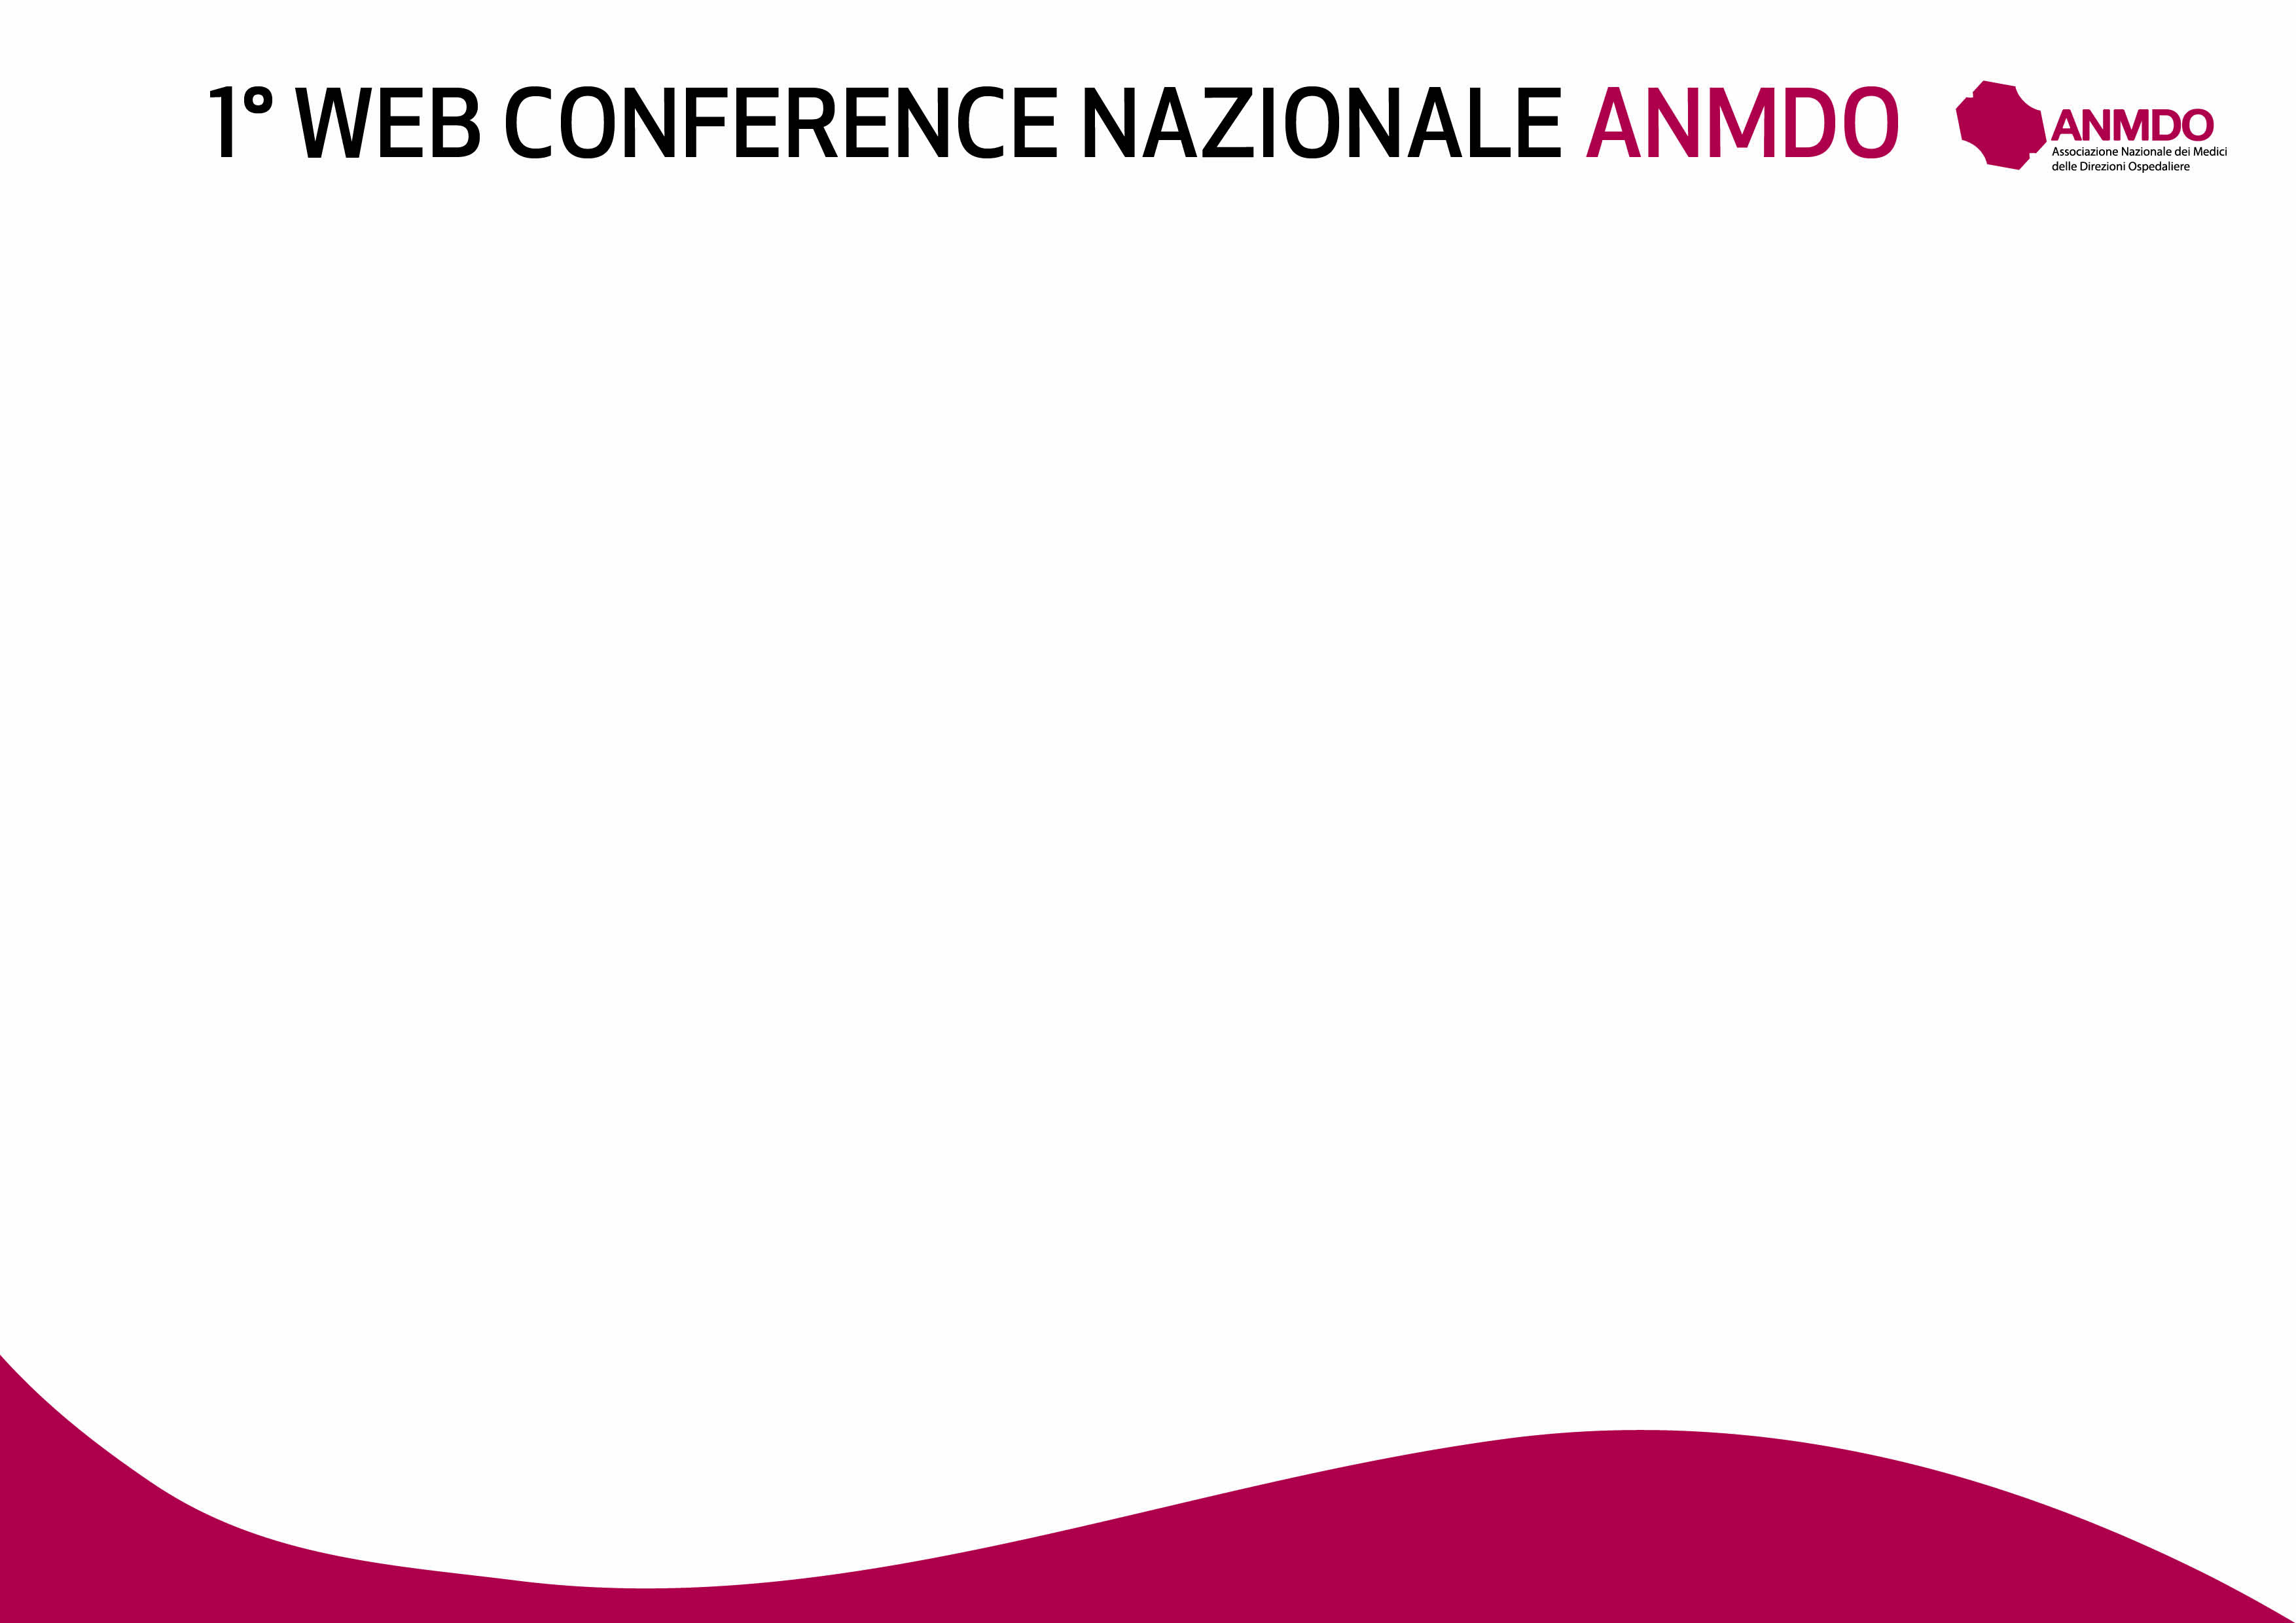 1° WEB CONFERENCE NAZIONALE ANMDO
ANMDO
Associazione Nazionale dei Medici
delle Direzioni Ospedaliere